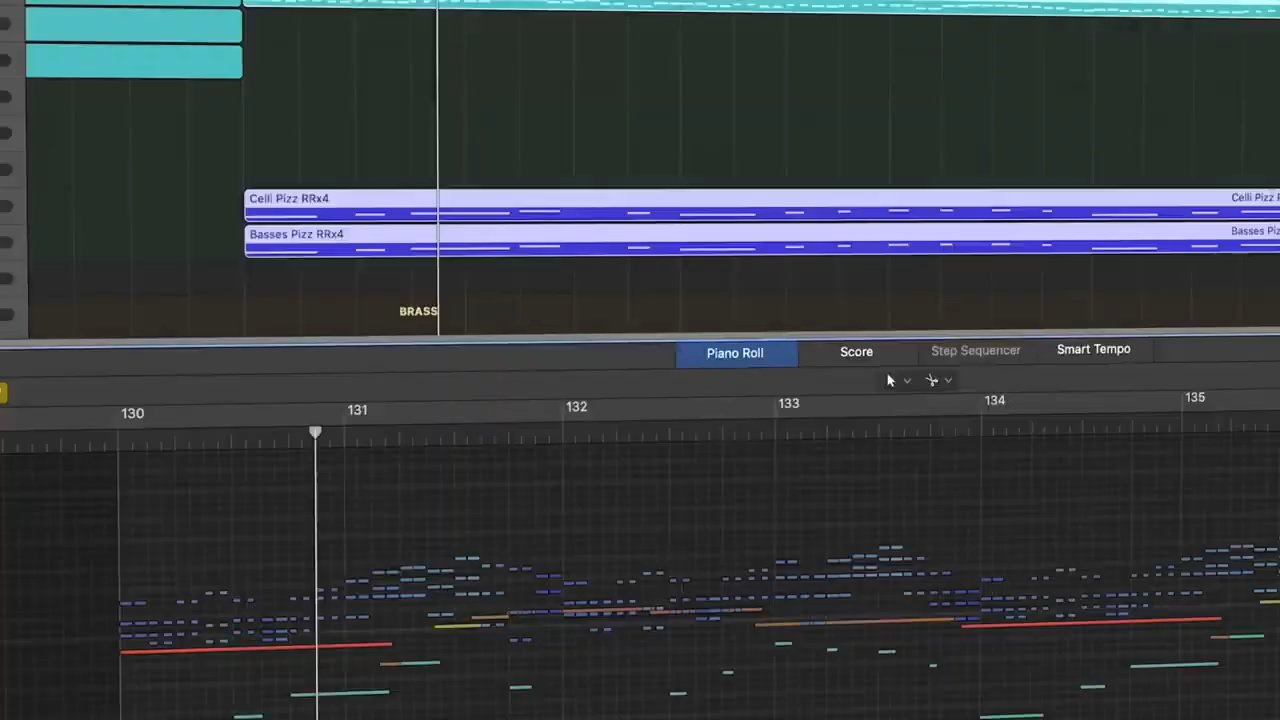 Celli Pizz RRx4
Celli Pizz
Basses Pizz RRx4
Basses
BRASS
Piano Roll
Score
Step Sequencer
Smart Tempo
130
131
132
133
134
135